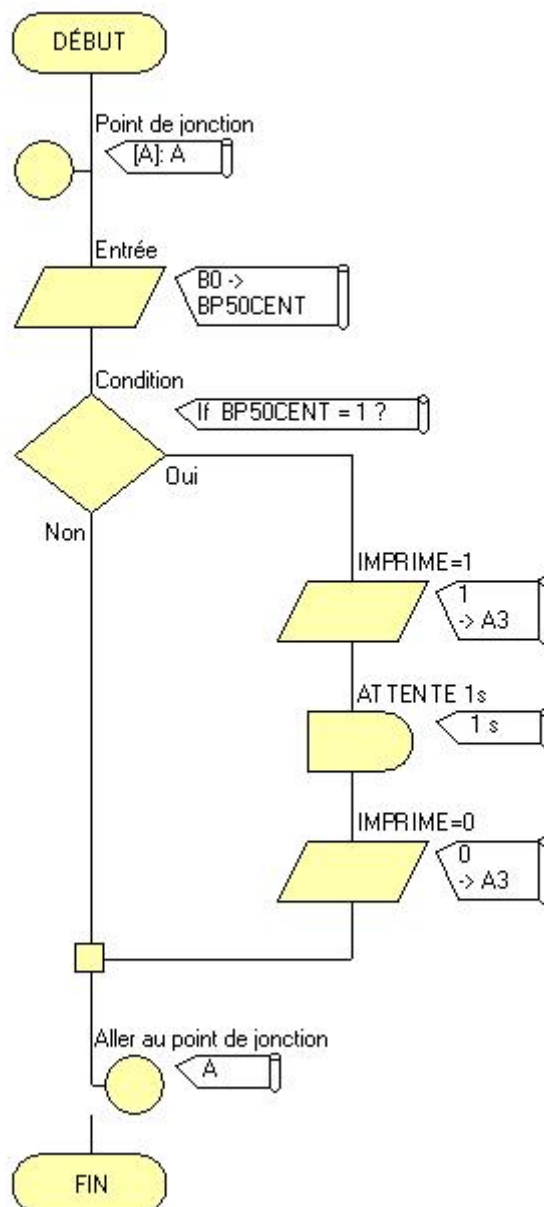 DÉBUT
Point de jonction
[A]: A
Entrée
B0 ->
BP50CENT
Condition
If BP50CENT = 1 ?
Oui
Non
IMPRIME=1
1
-> A3
ATTENTE 1s
1 s
IMPRIME=0
0
-> A3
Aller au point de jonction
A
FIN